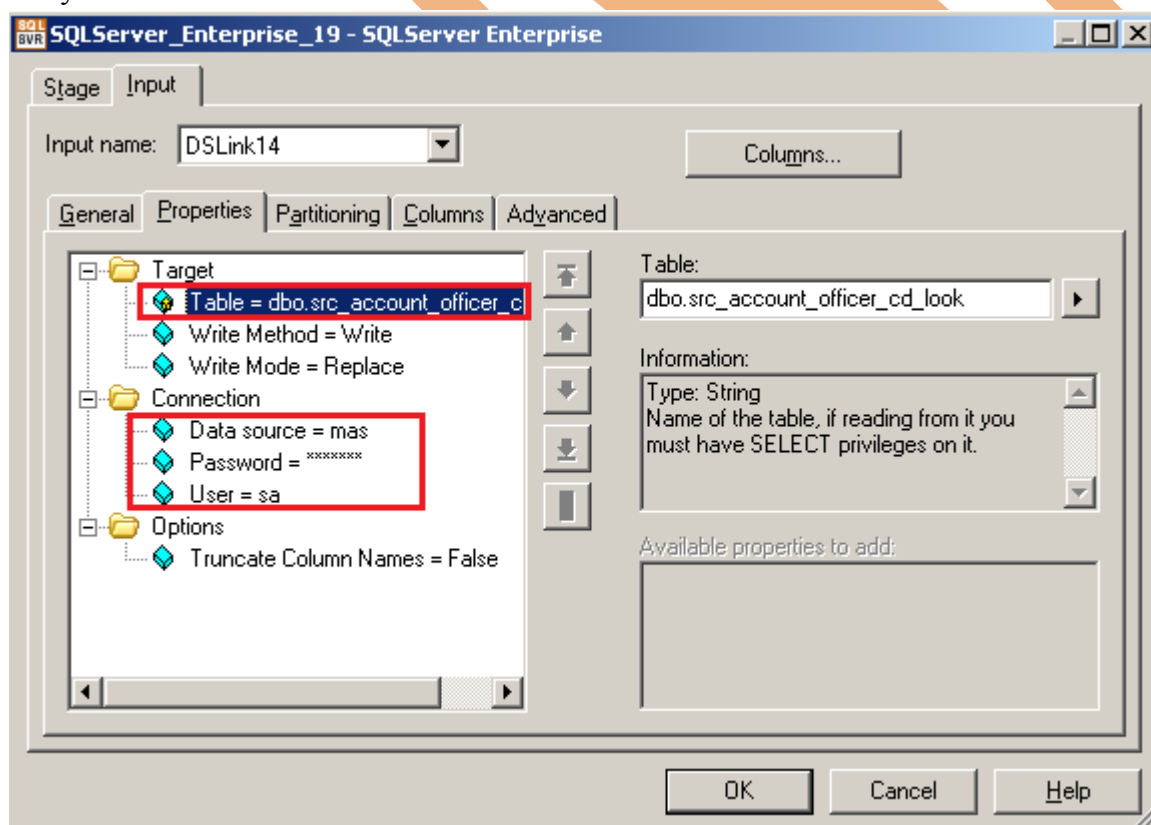 SQL SVR SQLServer_Enterprise_19 - SQLServer Enterprise
Stage Input
Input name: DSLink14 Columns...
General Properties Partitioning Columns Advanced
Target
Table = dbo.src_account_officer_c
Write Method = Write
Write Mode = Replace
Connection
Data source = mas
Password = *******
User = sa
Options
Truncate Column Names = False
Table:
dbo.src_account_officer_cd_look
Information:
Type: String
Name of the table, if reading from it you
must have SELECT privileges on it.
Available properties to add:
OK Cancel Help